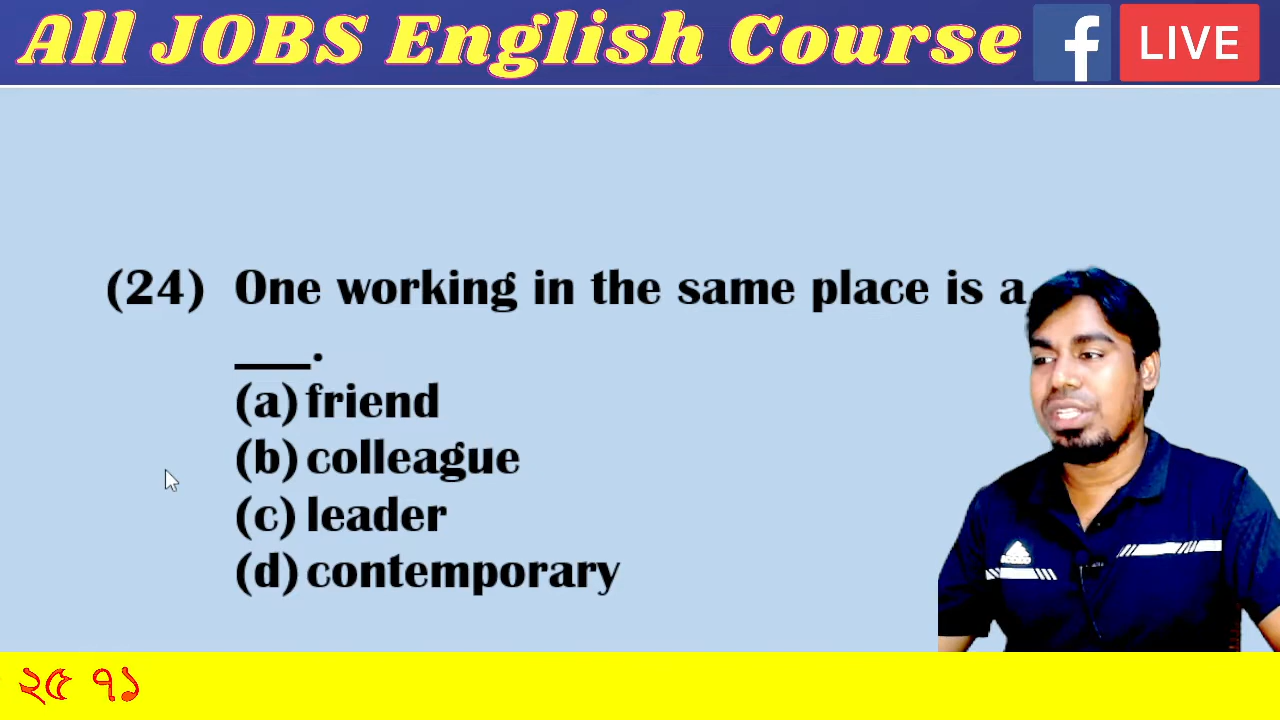 All JOBS English Course f LIVE
(24) One working in the same place is a
___.
(a) friend
(b) colleague
(c) leader
(d) contemporary
২৫ ৭১